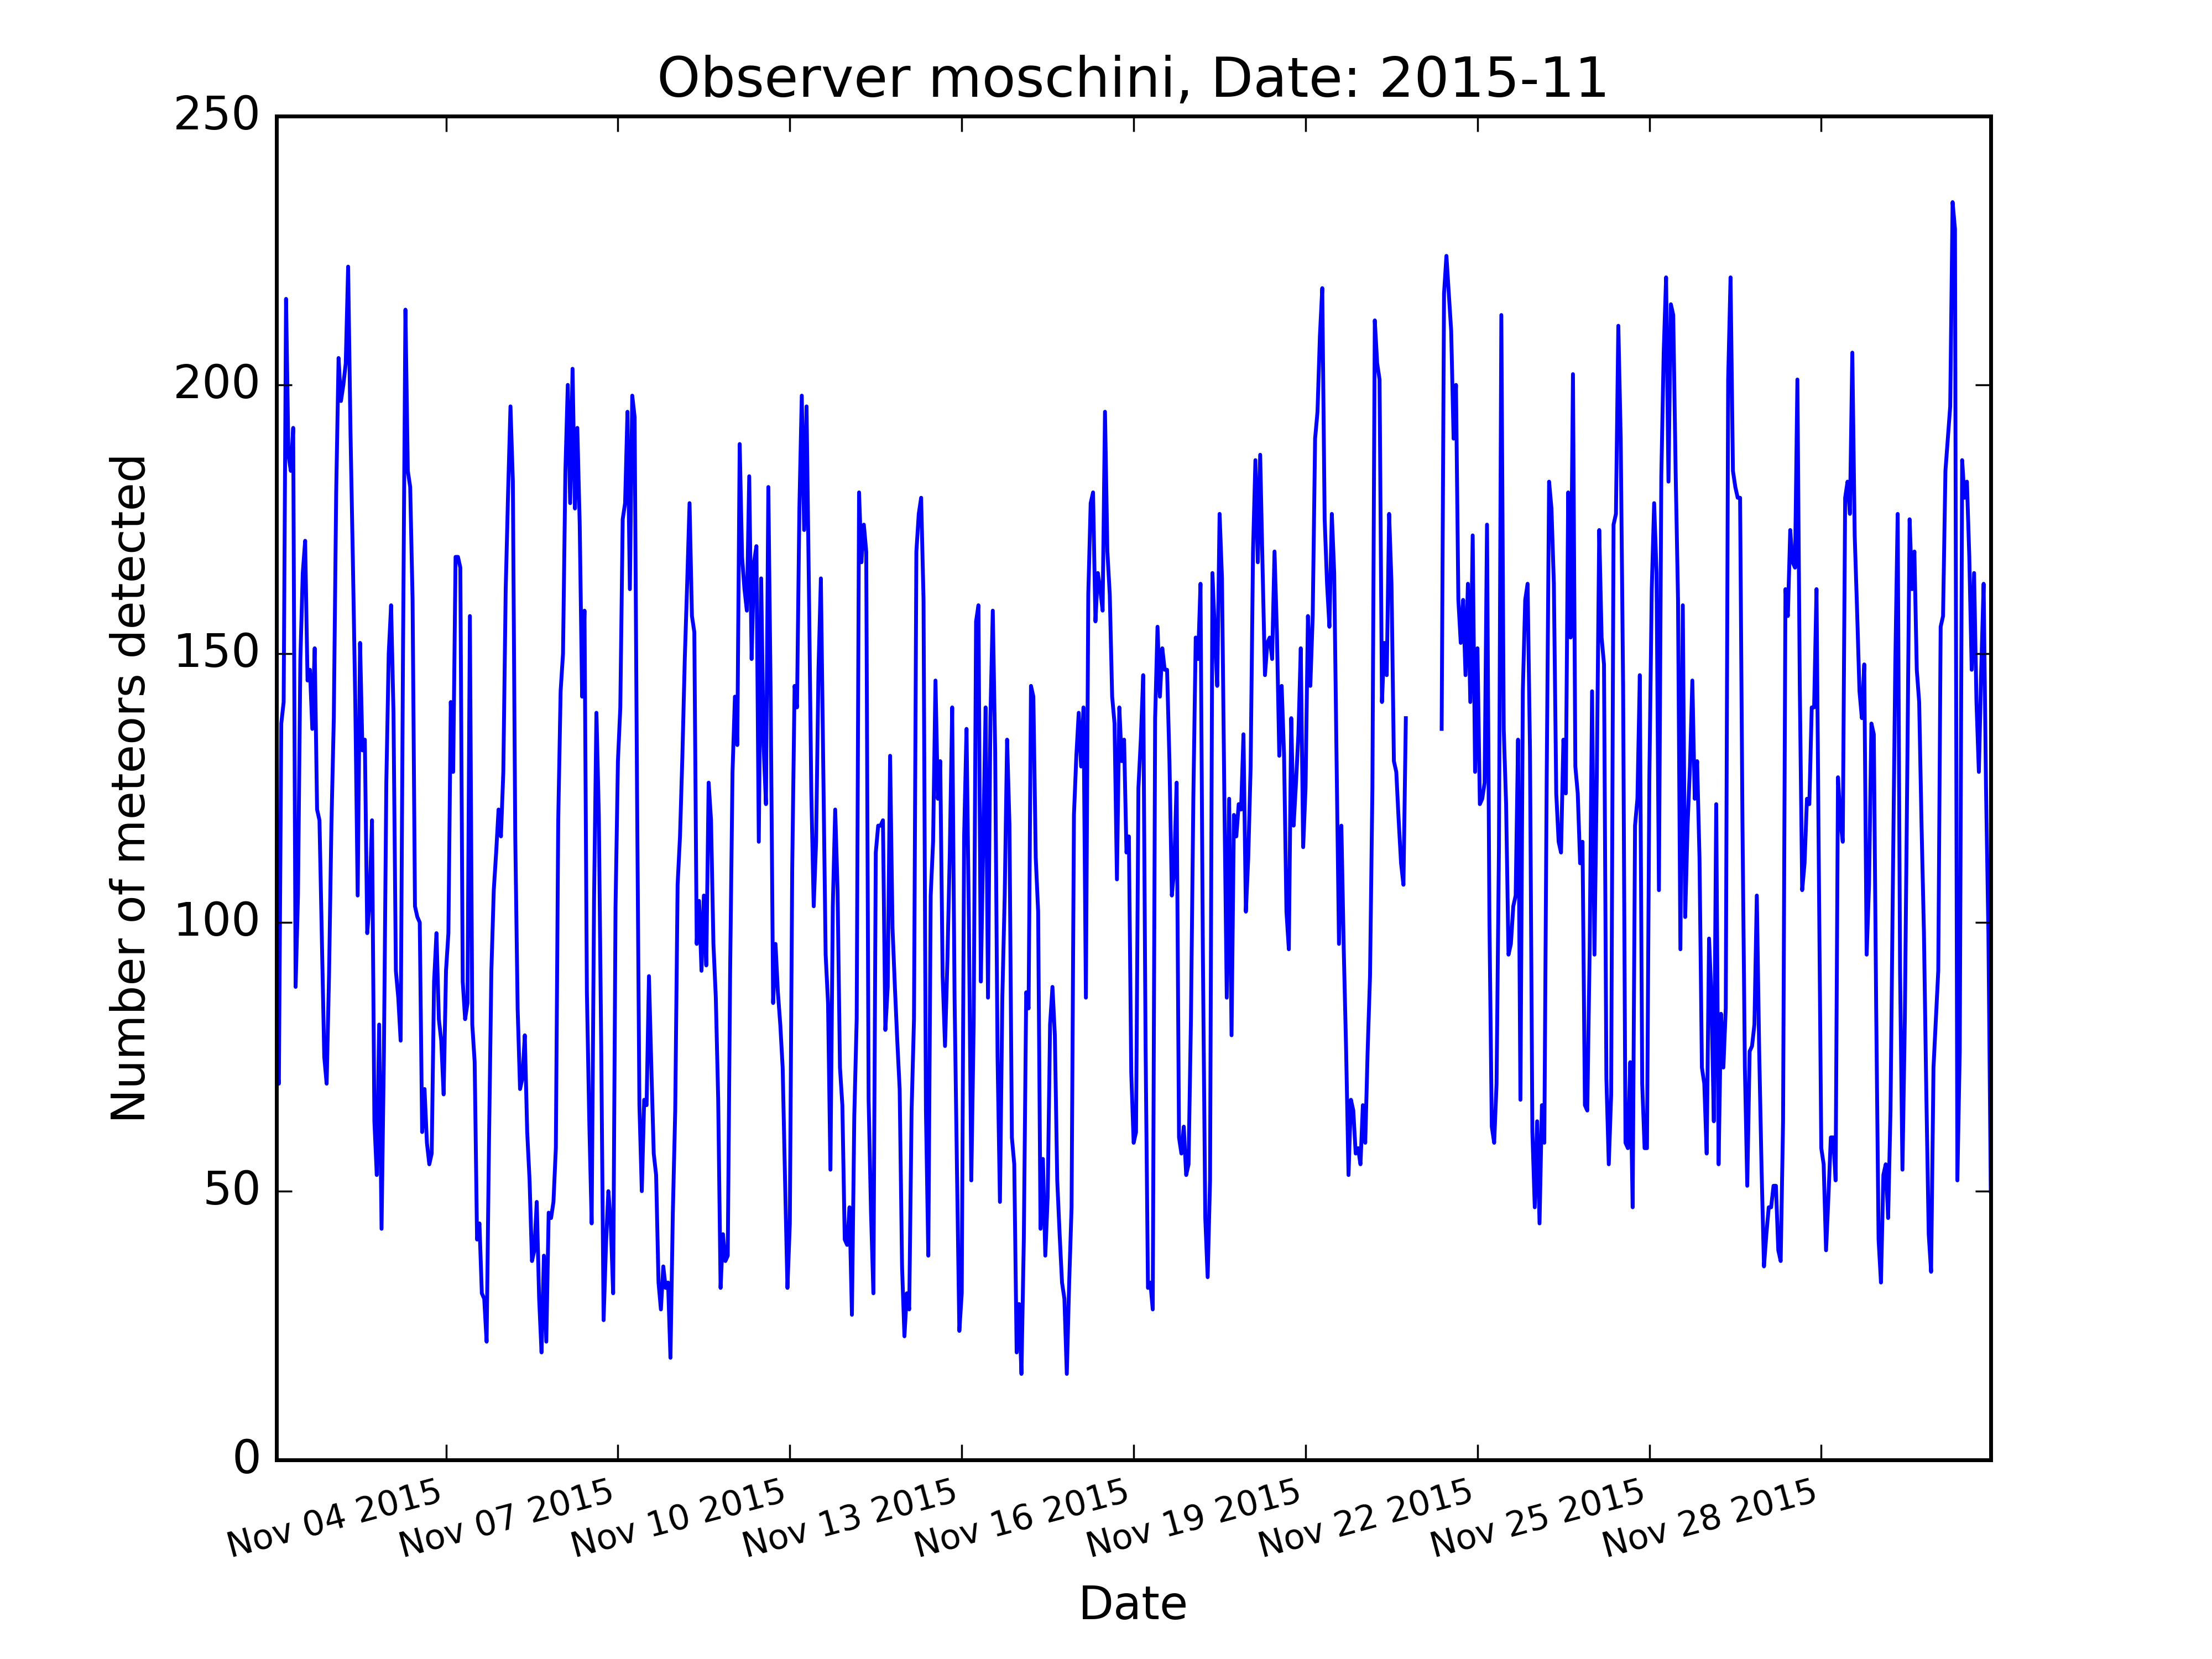 Observer moschini, Date: 2015-11
250
200
150
100
50
0
Number of meteors detected
Nov 04 2015
Nov 07 2015
Nov 10 2015
Nov 13 2015
Nov 16 2015
Nov 19 2015
Nov 22 2015
Nov 25 2015
Nov 28 2015
Date